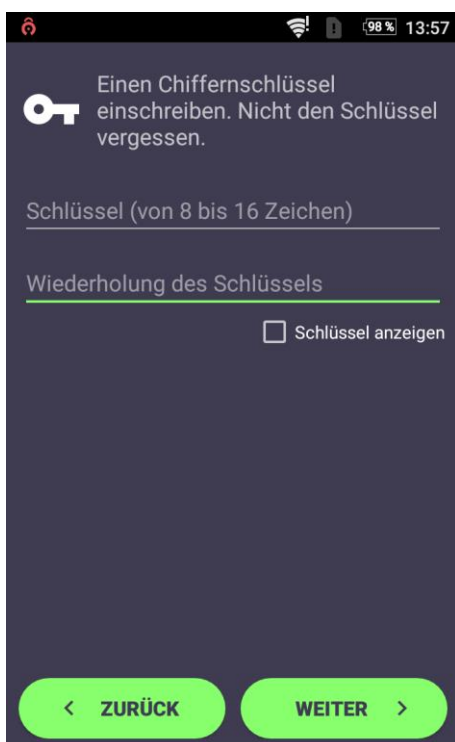 98 % 13:57
Einen Chiffernschlüssel
einschreiben. Nicht den Schlüssel
vergessen.
Schlüssel (von 8 bis 16 Zeichen)
Wiederholung des Schlüssels
Schlüssel anzeigen
ZURÜCK WEITER